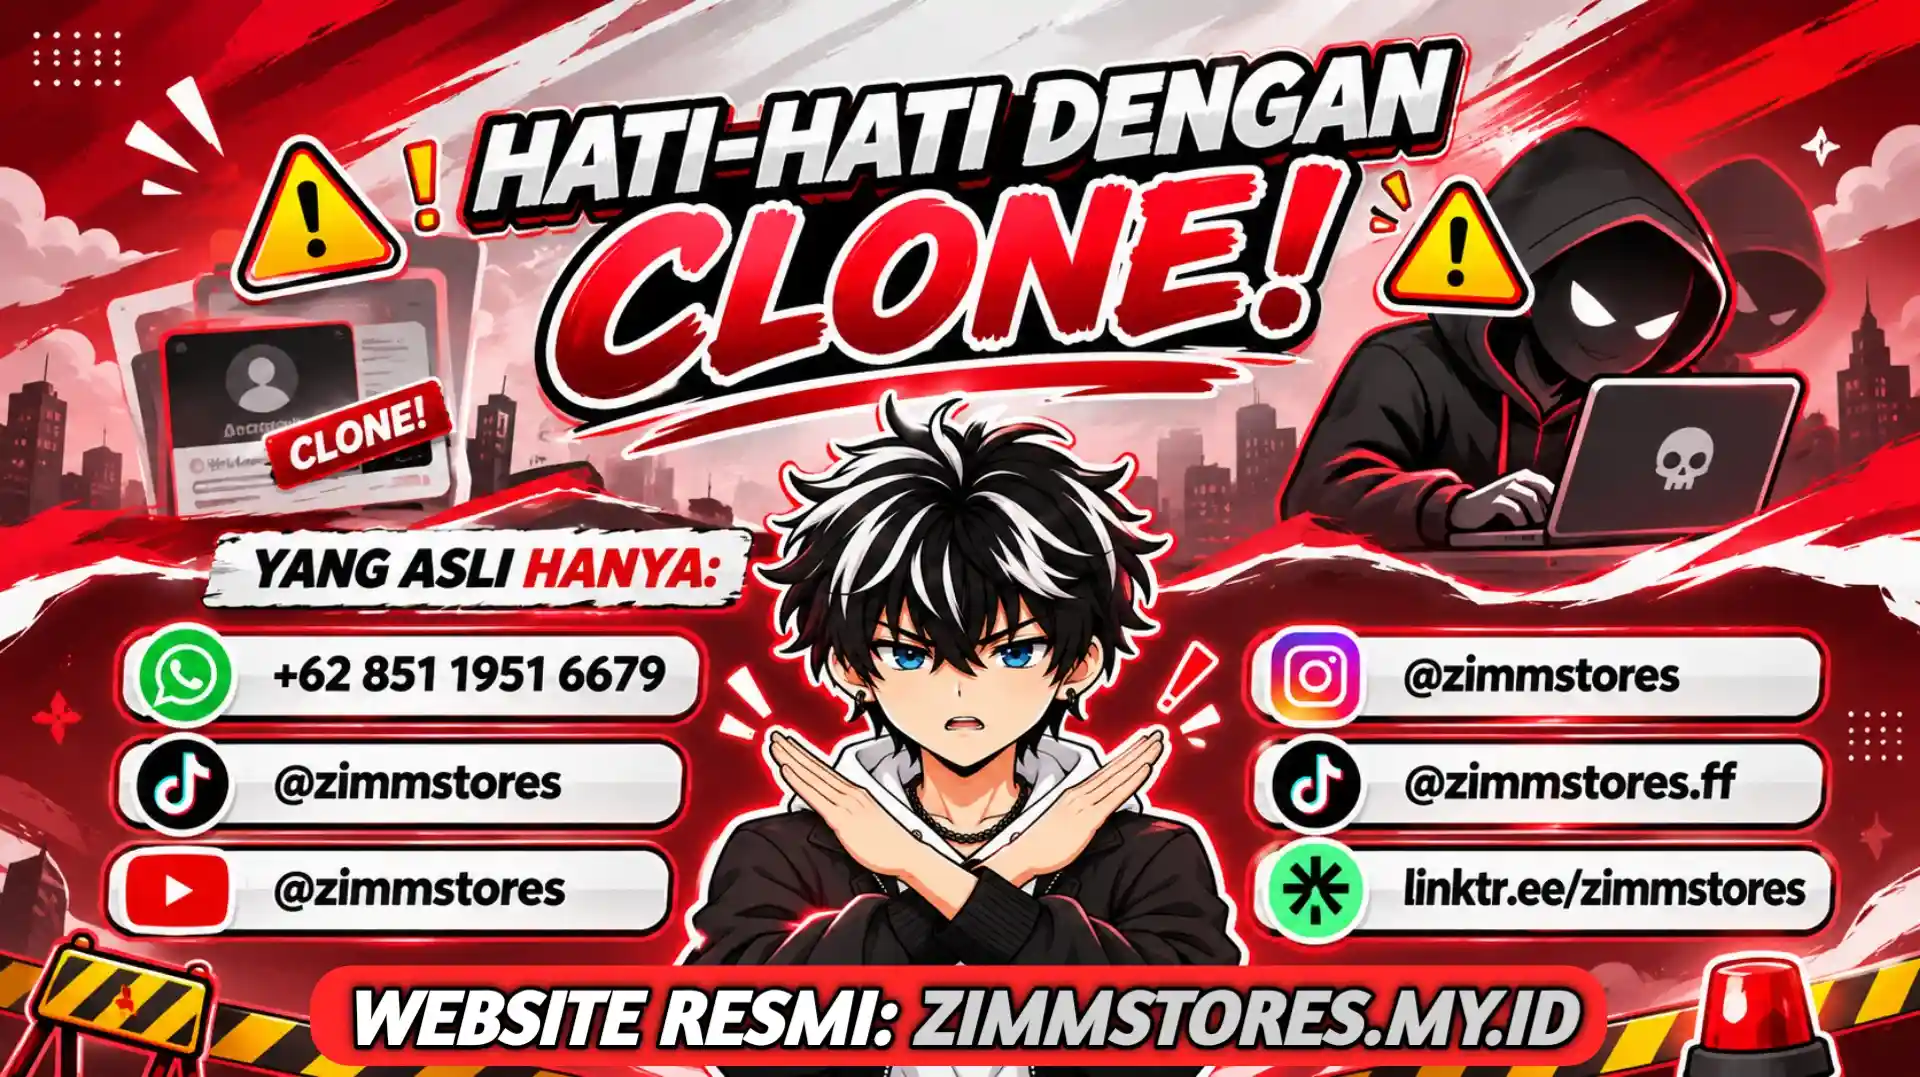 HATI-HATI DENGAN
CLONE!
CLONE!
YANG ASLI HANYA:
+62 851 1951 6679
@zimmstores
@zimmstores
@zimmstores
@zimmstores.ff
linktr.ee/zimmstores
WEBSITE RESMI: ZIMMSTORES.MY.ID